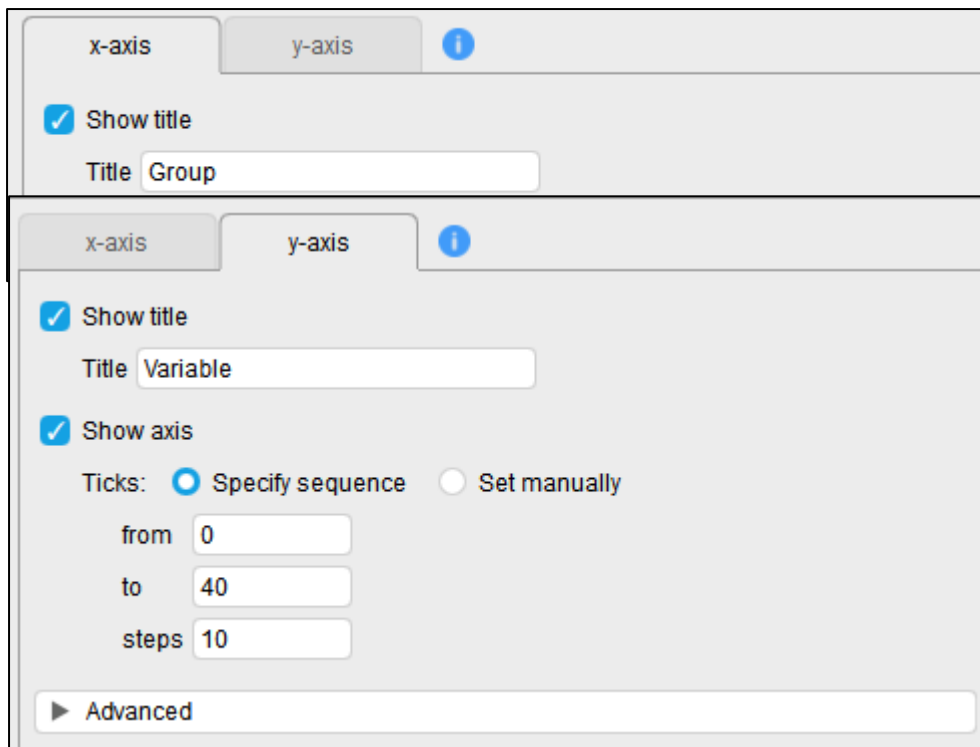 x-axis y-axis i
Show title
Title Group
x-axis y-axis i
Show title
Title Variable
Show axis
Ticks: Specify sequence Set manually
from 0
to 40
steps 10
Advanced